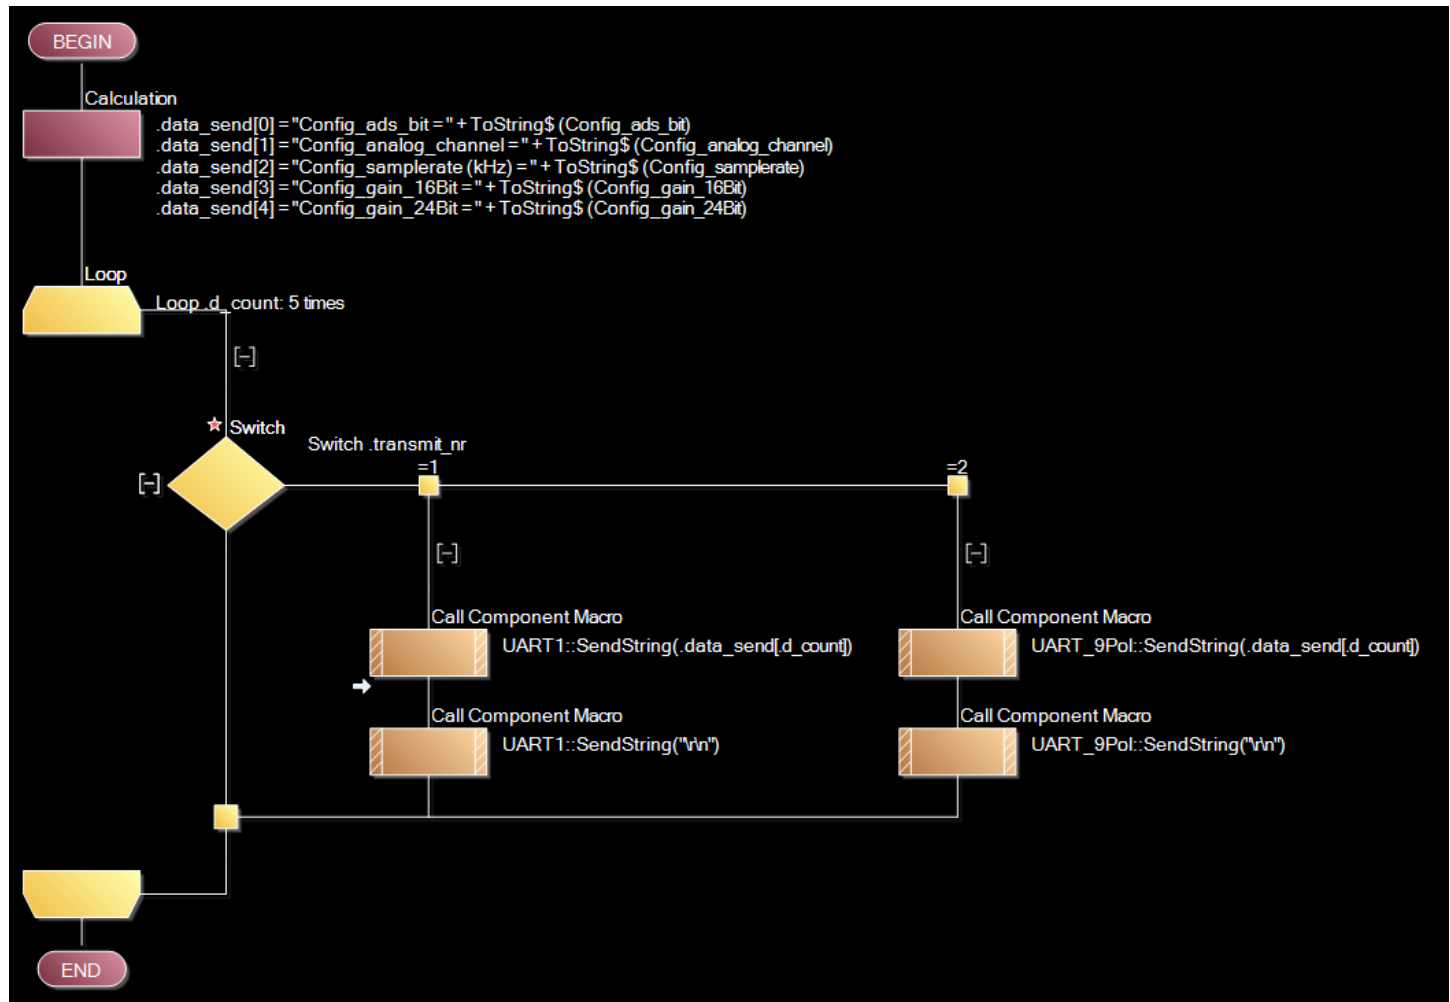 BEGIN
Calculation
.data_send[0] = "Config_ads_bit = " + ToString$ (Config_ads_bit)
.data_send[1] = "Config_analog_channel = " + ToString$ (Config_analog_channel)
.data_send[2] = "Config_samplerate (kHz) = " + ToString$ (Config_samplerate)
.data_send[3] = "Config_gain_16Bit = " + ToString$ (Config_gain_16Bit)
.data_send[4] = "Config_gain_24Bit = " + ToString$ (Config_gain_24Bit)
Loop
Loop .d_count: 5 times
[-]
Switch
Switch .transmit_nr
=1
=2
[-]
[-]
[-]
Call Component Macro
UART1::SendString(.data_send[.d_count])
Call Component Macro
UART_9Pol::SendString(.data_send[.d_count])
Call Component Macro
UART1::SendString("\r\n")
Call Component Macro
UART_9Pol::SendString("\r\n")
END